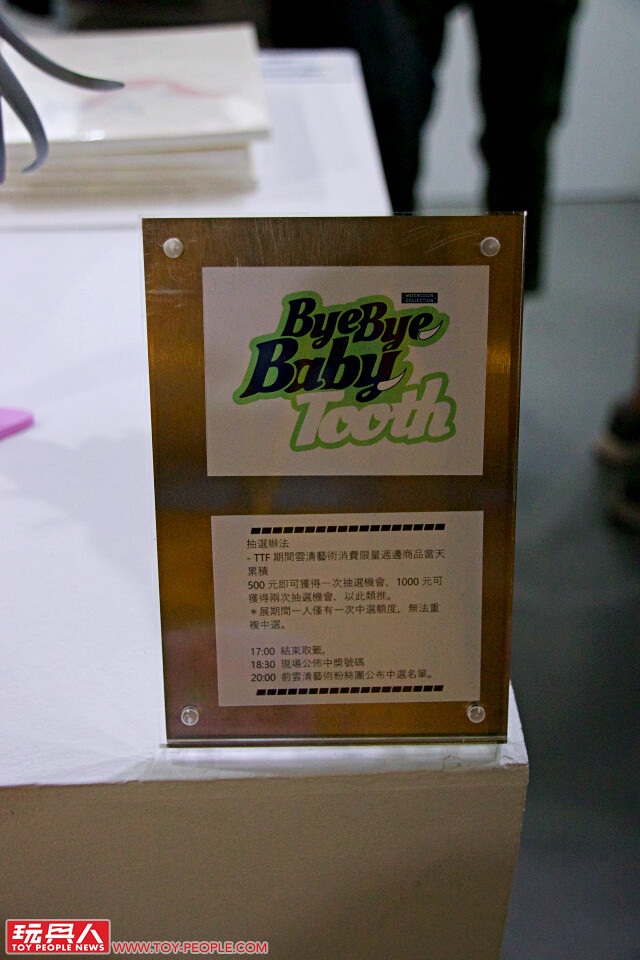 WATERCOLOR
COLLECTION
ByeBye
Baby
Tooth
抽選辦法
- TTF 期間雲清藝術消費限量週邊商品當天
累積
500 元即可獲得一次抽選機會、1000 元可
獲得兩次抽選機會，以此類推。
＊展期間一人僅有一次中選額度，無法重
複中選。
17:00 結束取籤。
18:30 現場公佈中獎號碼
20:00 前雲清藝術粉絲團公布中選名單。
玩具人
TOY PEOPLE NEWS
WWW.TOY-PEOPLE.COM